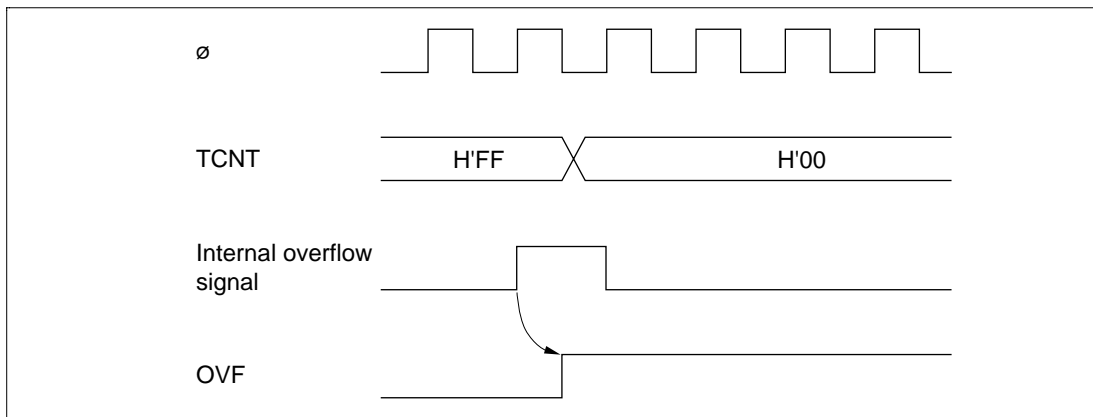 ø
TCNT
H'FF
H'00
Internal overflow
signal
OVF